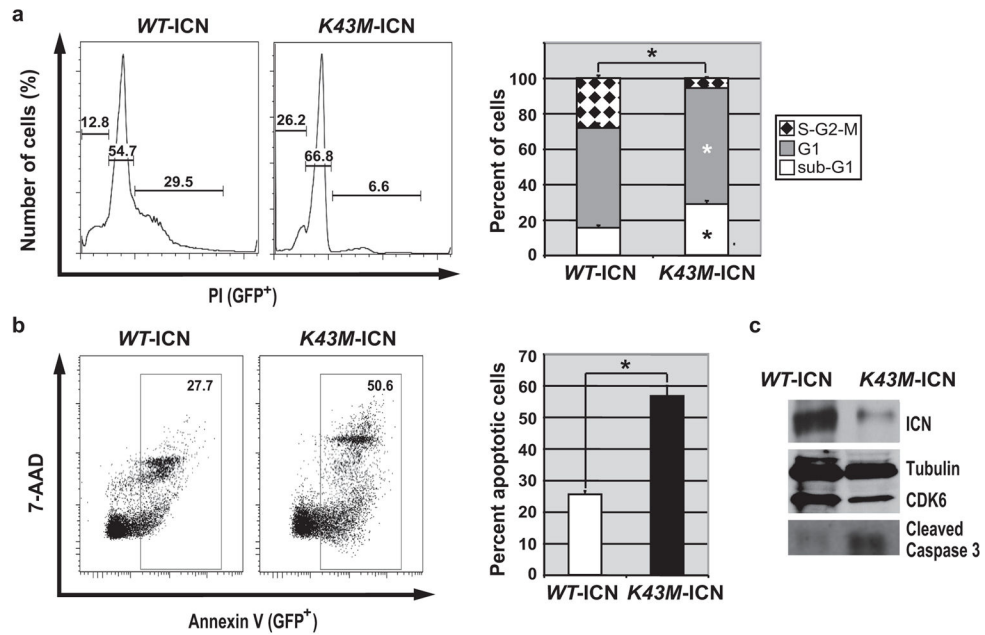 a
WT-ICN
K43M-ICN
Number of cells (%)
12.8
54.7
29.5
26.2
66.8
6.6
PI (GFP+)
Percent of cells
100
80
60
40
20
0
*
*
*
WT-ICN
K43M-ICN
S-G2-M
G1
sub-G1
b
WT-ICN
K43M-ICN
7-AAD
27.7
50.6
Annexin V (GFP+)
Percent apoptotic cells
70
60
50
40
30
20
10
0
*
WT-ICN
K43M-ICN
c
WT-ICN
K43M-ICN
ICN
Tubulin
CDK6
Cleaved
Caspase 3